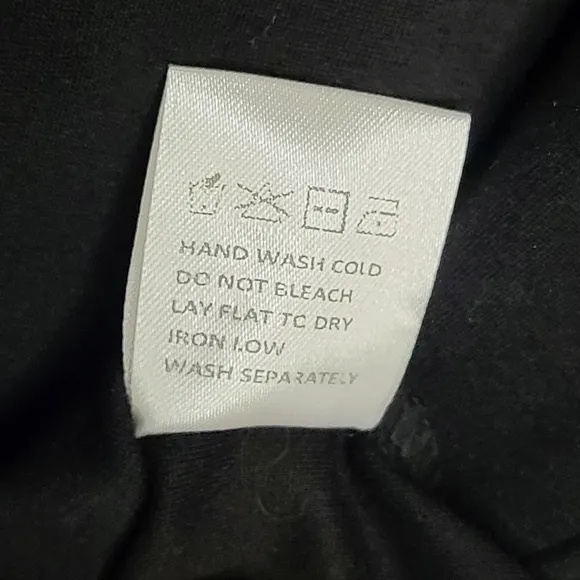 HAND WASH COLD
DO NOT BLEACH
LAY FLAT TO DRY
IRON LOW
WASH SEPARATELY